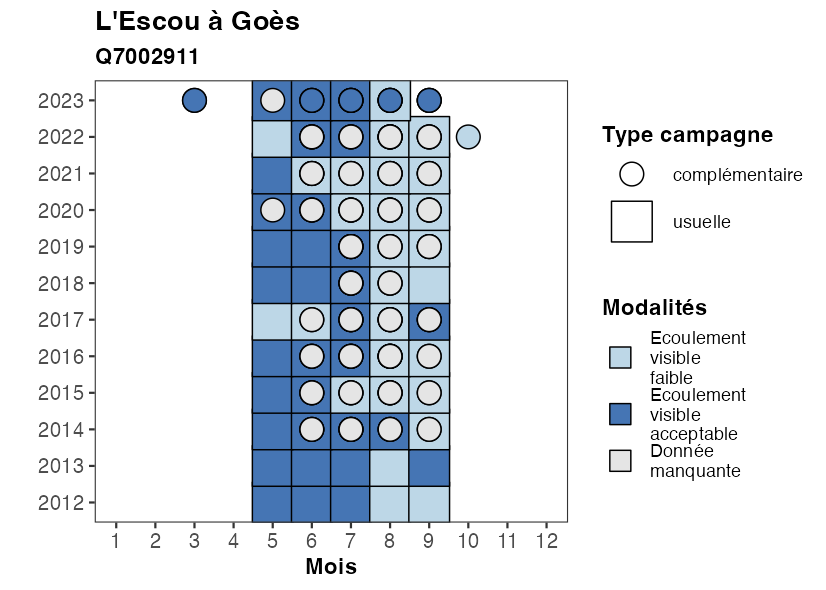 L'Escou à Goès
Q7002911
2023
2022
2021
2020
2019
2018
2017
2016
2015
2014
2013
2012
1 2 3 4 5 6 7 8 9 10 11 12
Mois
Type campagne
complémentaire
usuelle
Modalités
Ecoulement
visible
faible
Ecoulement
visible
acceptable
Donnée
manquante